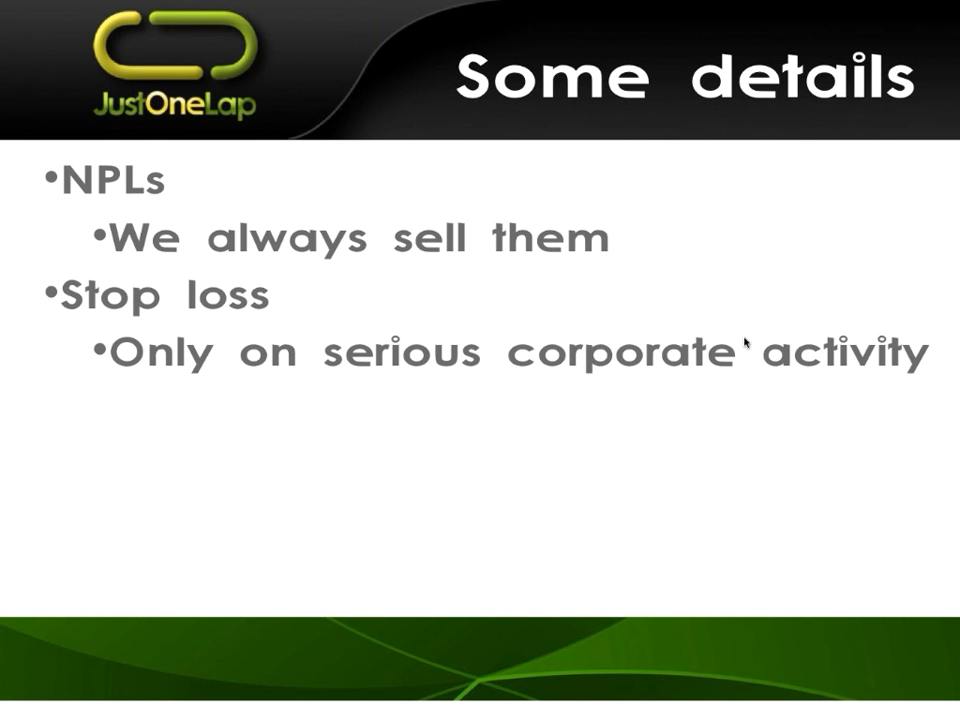 JustOneLap
Some details
•NPLs
•We always sell them
•Stop loss
•Only on serious corporate activity